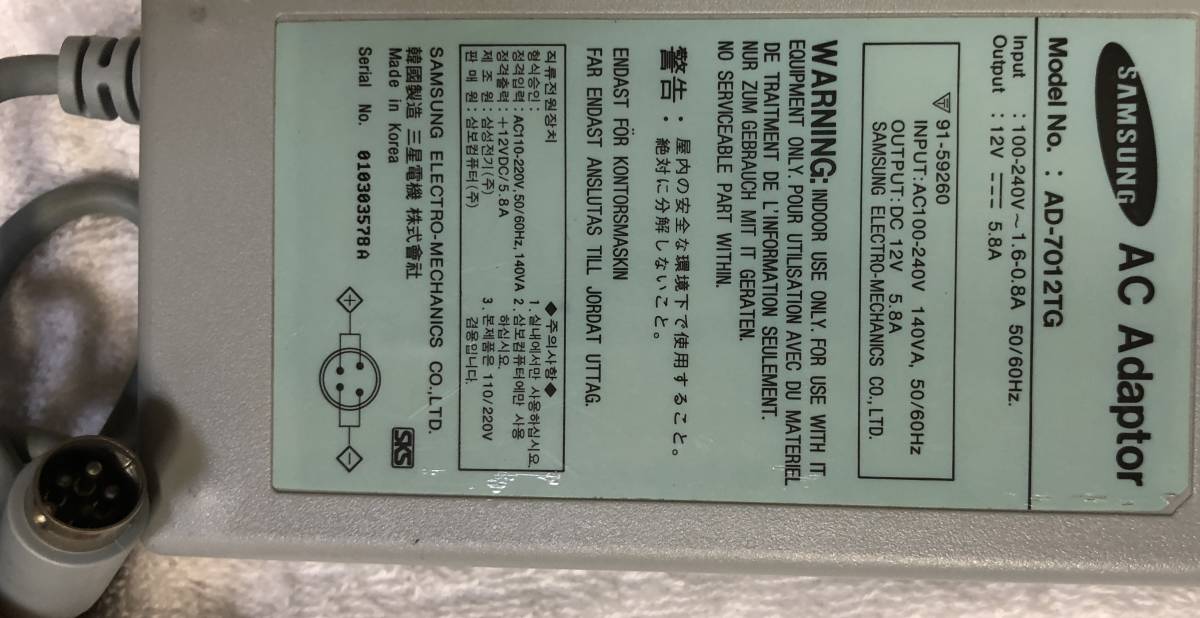 SAMSUNG AC Adaptor
Model No. : AD-7012TG
Input : 100-240V~1.6-0.8A 50/60Hz.
Output : 12V ⎓ 5.8A
91-59260
INPUT:AC100-240V 140VA, 50/60Hz
OUTPUT:DC 12V 5.8A
SAMSUNG ELECTRO-MECHANICS CO.,LTD.
WARNING: INDOOR USE ONLY. FOR USE WITH IT
EQUIPMENT ONLY. POUR UTILISATION AVEC DU MATERIEL
DE TRAITMENT DE L'INFORMATION SEULEMENT.
NUR ZUM GEBRAUCH MIT IT GERATEN.
NO SERVICEABLE PART WITHIN.
警告： 屋内の安全な環境下で使用すること。
絶対に分解しないこと。
ENDAST FÖR KONTORSMASKIN
FAR ENDAST ANSLUTAS TILL JORDAT UTTAG.
직류전원장치
형식승인 :
정격입력 : AC110-220V,50/60Hz, 140VA
정격출력 : +12VDC/5.8A
제 조 원 : 삼성전기(주)
판 매 원 : 삼보컴퓨터(주)
◆주의사항◆
1. 실내에서만 사용하십시요.
2. 삼보컴퓨터에만 사용
하십시요.
3. 본제품은 110/220V
겸용입니다.
SAMSUNG ELECTRO-MECHANICS CO.,LTD.
韓國製造 三星電機 株式會社
Made in Korea
Serial No. 010303578A
SKS